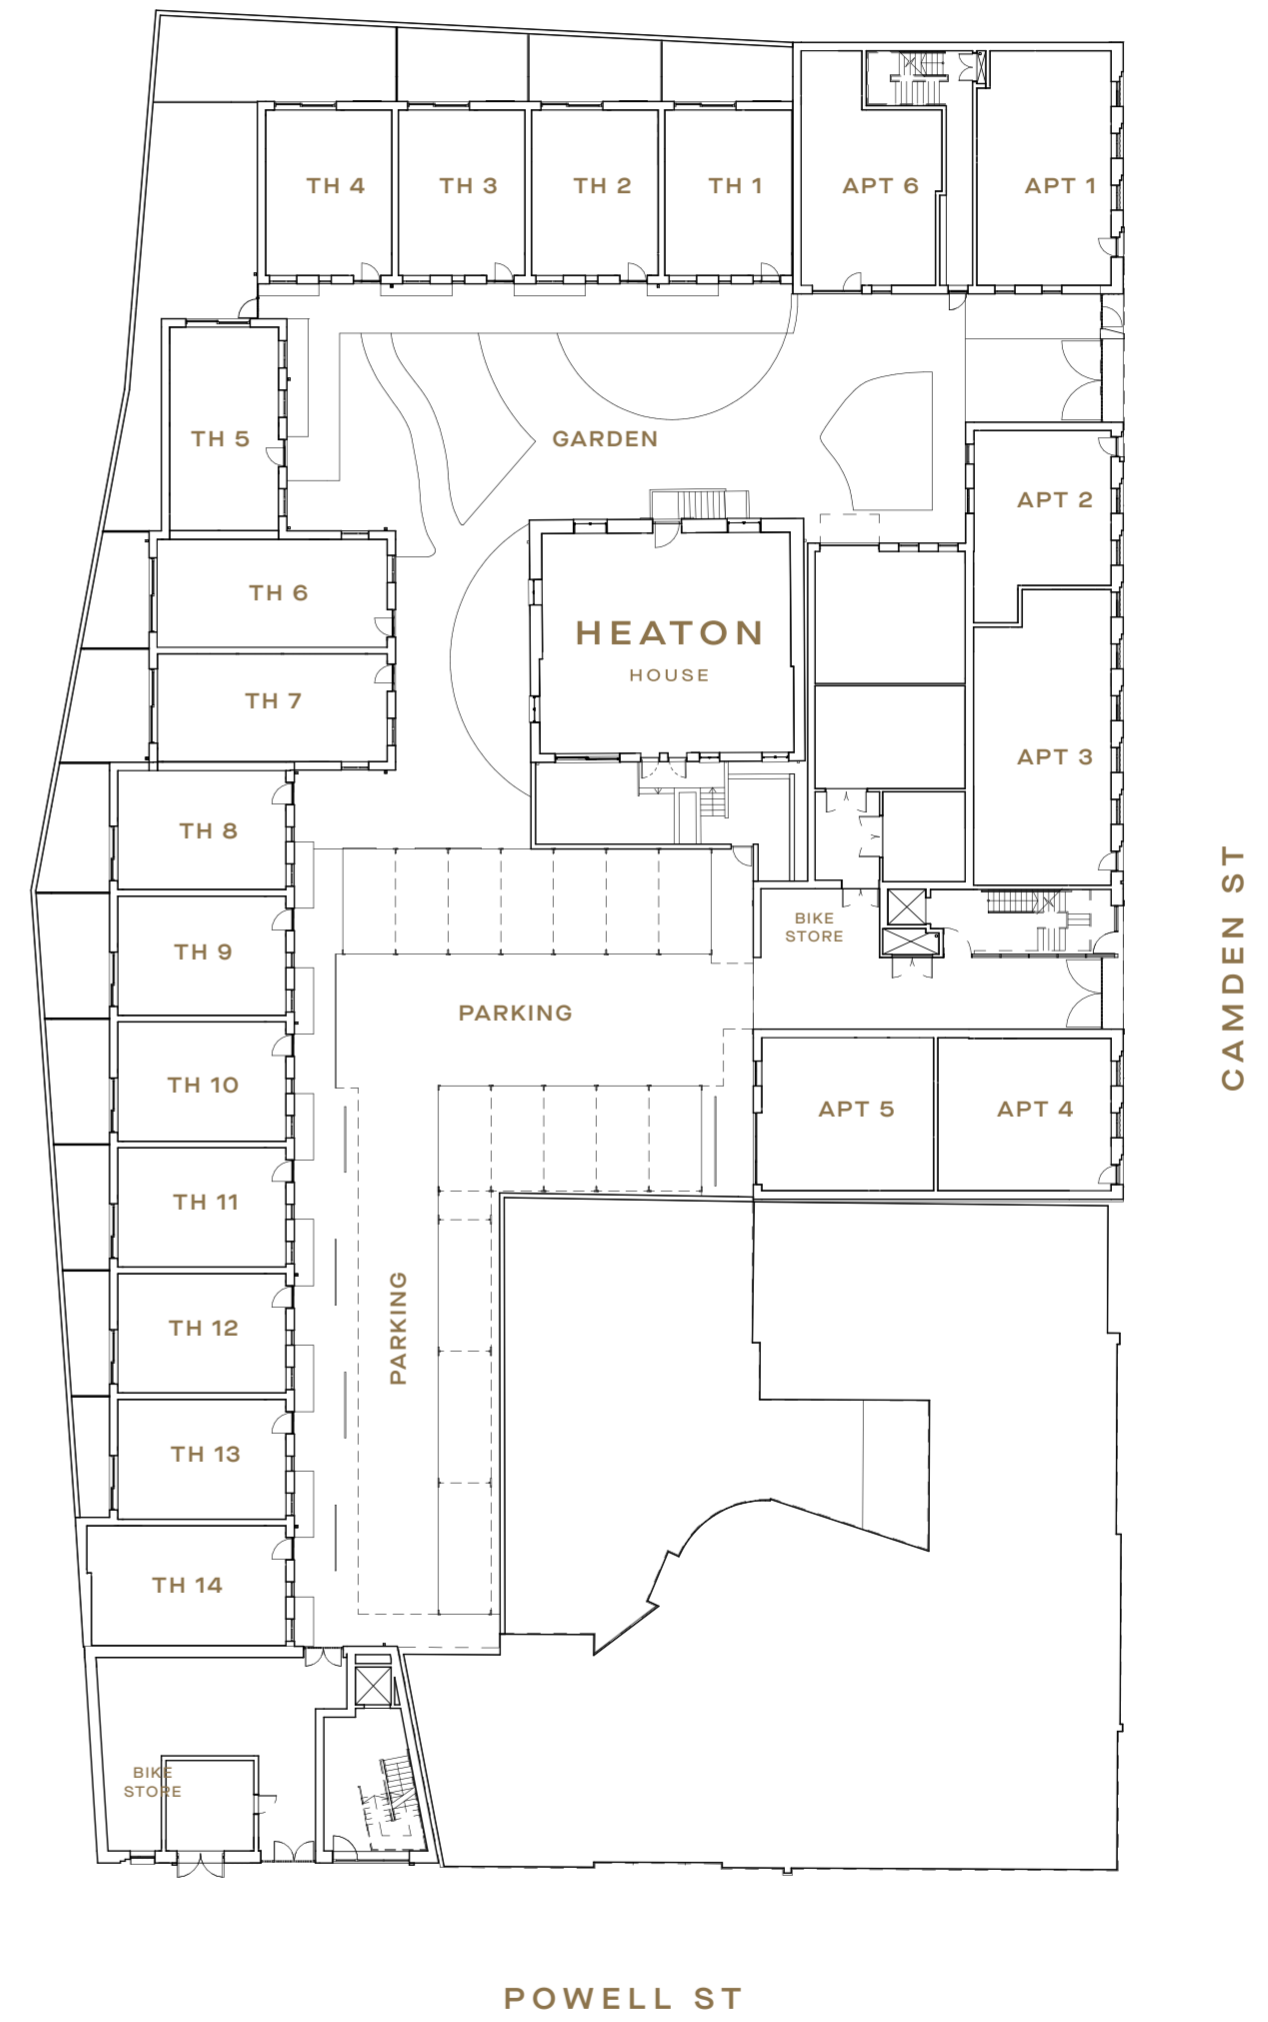 TH 4
TH 3
TH 2
TH 1
APT 6
APT 1
TH 5
GARDEN
APT 2
TH 6
HEATON
HOUSE
TH 7
APT 3
TH 8
BIKE
STORE
TH 9
PARKING
CAMDEN ST
TH 10
APT 5
APT 4
TH 11
PARKING
TH 12
TH 13
TH 14
BIKE
STORE
POWELL ST